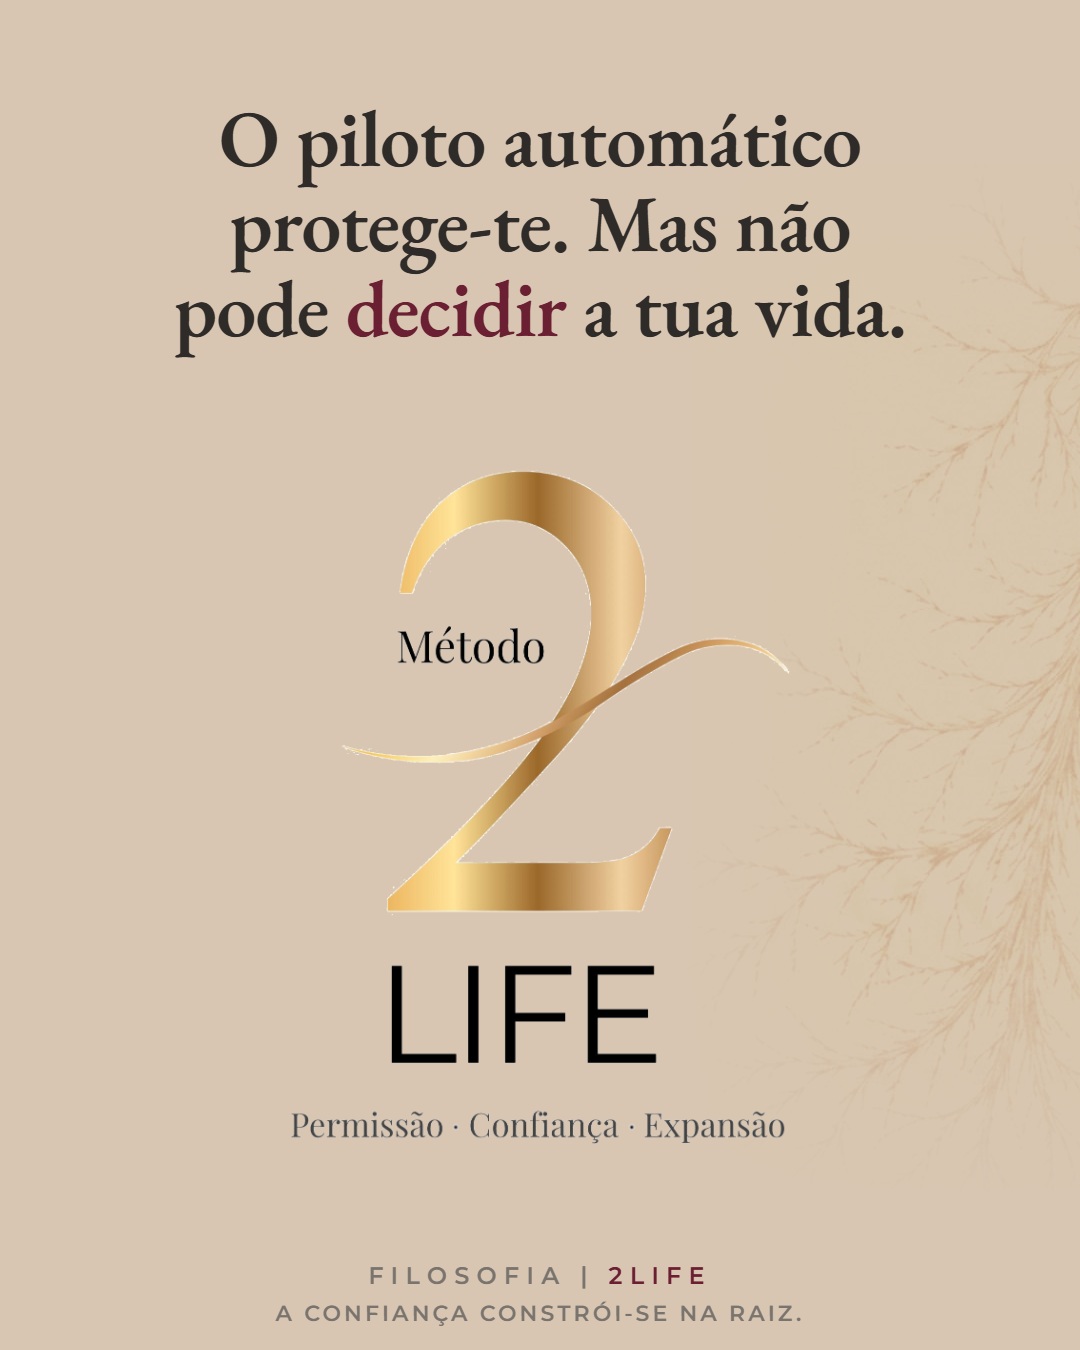 O piloto automático
protege-te. Mas não
pode decidir a tua vida.
2
Método
LIFE
Permissão · Confiança · Expansão
FILOSOFIA | 2LIFE
A CONFIANÇA CONSTRÓI-SE NA RAIZ.